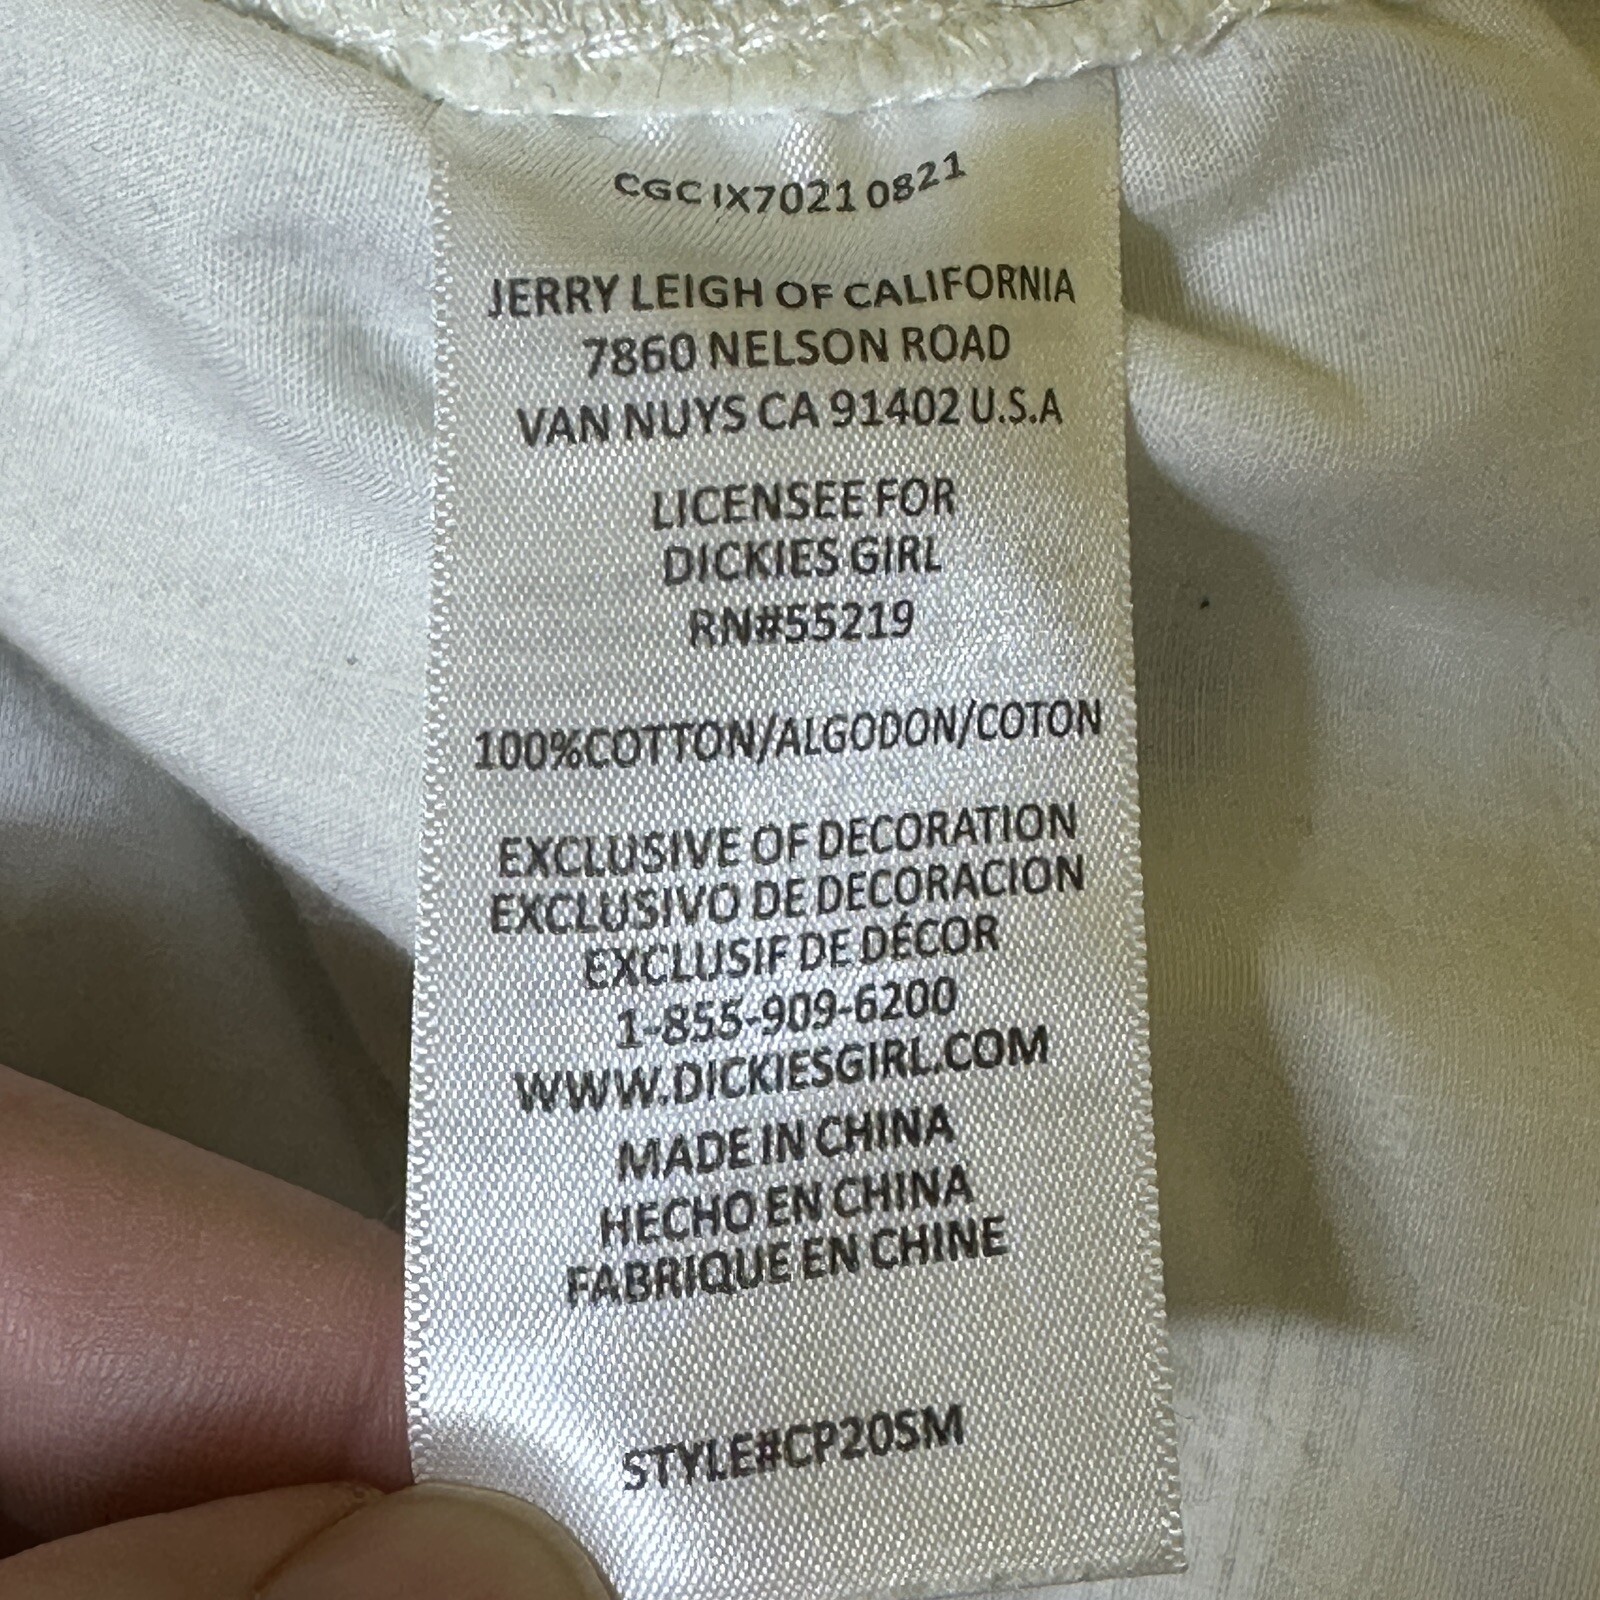 CGC IX7021 0821
JERRY LEIGH OF CALIFORNIA
7860 NELSON ROAD
VAN NUYS CA 91402 U.S.A
LICENSEE FOR
DICKIES GIRL
RN#55219
100%COTTON/ALGODON/COTON
EXCLUSIVE OF DECORATION
EXCLUSIVO DE DECORACION
EXCLUSIF DE DÉCOR
1-855-909-6200
WWW.DICKIESGIRL.COM
MADE IN CHINA
HECHO EN CHINA
FABRIQUE EN CHINE
STYLE#CP20SM